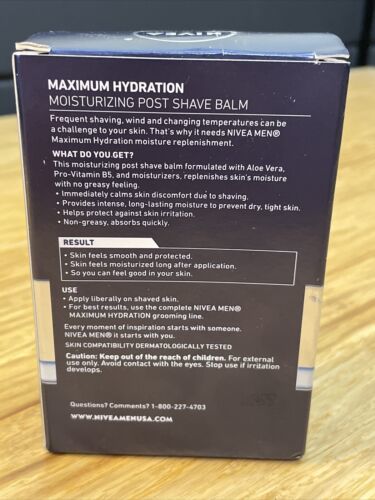 NIVEA
MAXIMUM HYDRATION
MOISTURIZING POST SHAVE BALM
Frequent shaving, wind and changing temperatures can be
a challenge to your skin. That's why it needs NIVEA MEN®
Maximum Hydration moisture replenishment.
WHAT DO YOU GET?
This moisturizing post shave balm formulated with Aloe Vera,
Pro-Vitamin B5, and moisturizers, replenishes skin's moisture
with no greasy feeling.
• Immediately calms skin discomfort due to shaving.
• Provides intense, long-lasting moisture to prevent dry, tight skin.
• Helps protect against skin irritation.
• Non-greasy, absorbs quickly.
RESULT
• Skin feels smooth and protected.
• Skin feels moisturized long after application.
• So you can feel good in your skin.
USE
• Apply liberally on shaved skin.
• For best results, use the complete NIVEA MEN®
MAXIMUM HYDRATION grooming line.
Every moment of inspiration starts with someone.
NIVEA MEN® it starts with you.
SKIN COMPATIBILITY DERMATOLOGICALLY TESTED
Caution: Keep out of the reach of children. For external
use only. Avoid contact with the eyes. Stop use if irritation
develops.
Questions? Comments? 1-800-227-4703
WWW.NIVEAMENUSA.COM